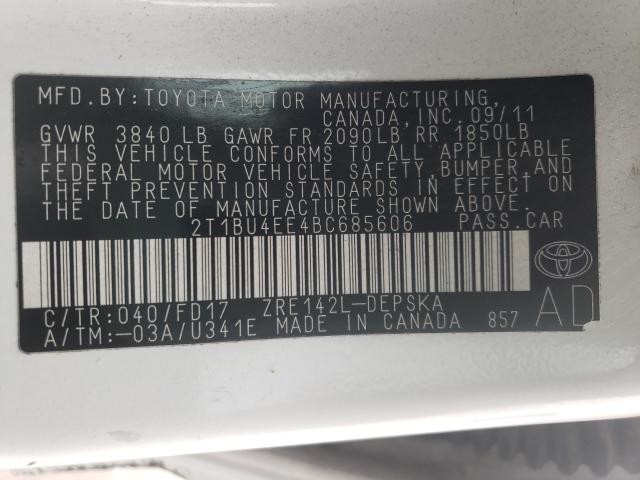 MFD.BY:TOYOTA MOTOR MANUFACTURING,
CANADA, INC. 09/11
GVWR 3840 LB GAWR FR 2090LB RR 1850LB
THIS VEHICLE CONFORMS TO ALL APPLICABLE
FEDERAL MOTOR VEHICLE SAFETY, BUMPER, AND
THEFT PREVENTION STANDARDS IN EFFECT ON
THE DATE OF MANUFACTURE SHOWN ABOVE.
2T1BU4EE4BC685606 PASS.CAR
C/TR:040/FD17 ZRE142L-DEPSKA
A/TM:-03A/U341E MADE IN CANADA 857
AD